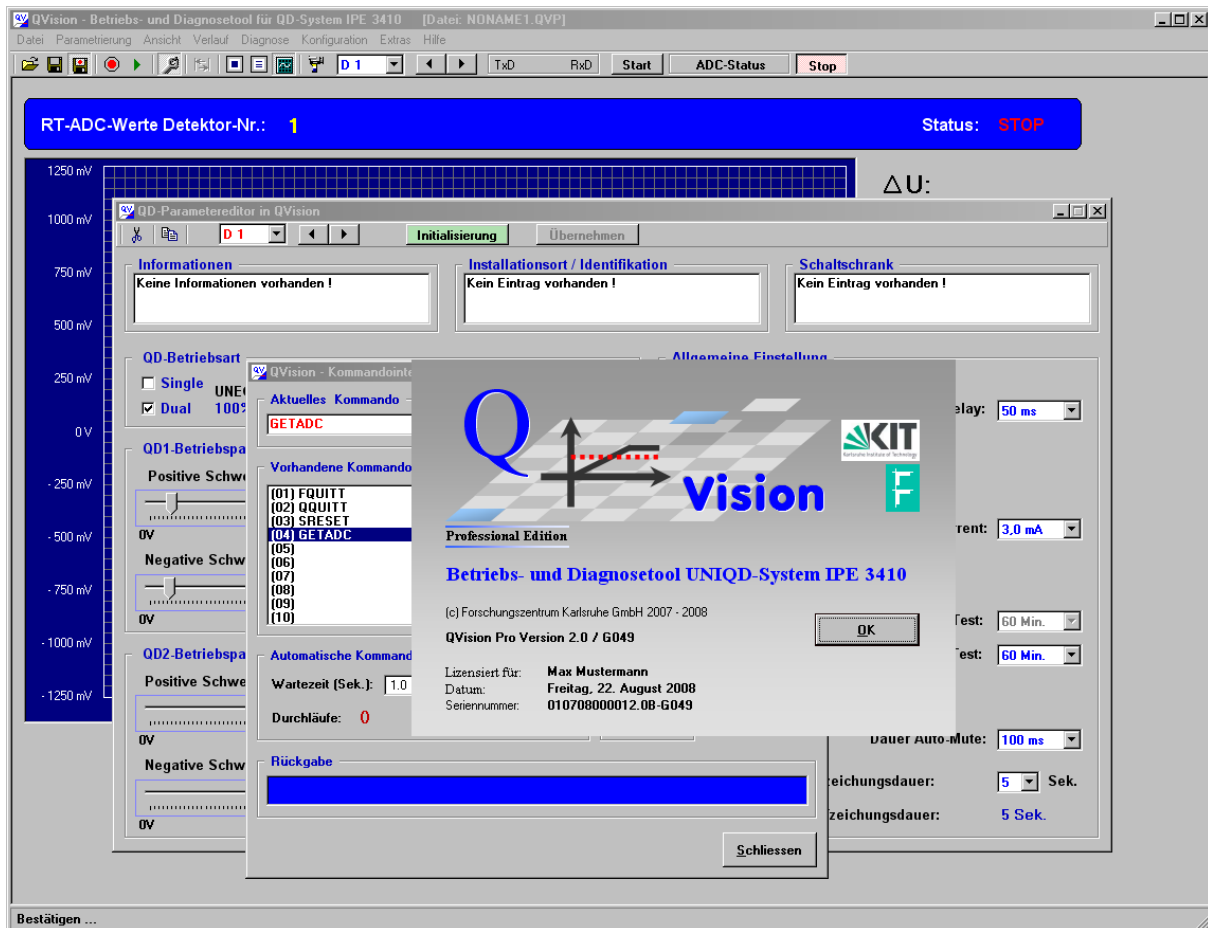 QVision - Betriebs- und Diagnosetool für QD-System IPE 3410 [Datei: NONAME1.QVP]
Datei Parametrierung Ansicht Verlauf Diagnose Konfiguration Extras Hilfe
D 1 TxD RxD Start ADC-Status Stop
RT-ADC-Werte Detektor-Nr.: 1 Status: STOP
1250 mV
ΔU:
1000 mV
750 mV
500 mV
250 mV
0 V
- 250 mV
- 500 mV
- 750 mV
- 1000 mV
- 1250 mV
QD-Parametereditor in QVision
D 1 Initialisierung Übernehmen
Informationen
Keine Informationen vorhanden !
Installationsort / Identifikation
Kein Eintrag vorhanden !
Schaltschrank
Kein Eintrag vorhanden !
QD-Betriebsart
Single
Dual 100%
Allgemeine Einstellung
elay: 50 ms
rrent: 3,0 mA
Test: 60 Min.
Test: 60 Min.
Dauer Auto-Mute: 100 ms
zeichungsdauer: 5 Sek.
fzeichungsdauer: 5 Sek.
QD1-Betriebspa
Positive Schwe
0V
Negative Schw
0V
QD2-Betriebspa
Positive Schwe
0V
Negative Schw
0V
QVision - Kommandointe
Aktuelles Kommando
GETADC
Vorhandene Kommando
(01) FQUITT
(02) QQUITT
(03) SRESET
(04) GETADC
(05)
(06)
(07)
(08)
(09)
(10)
Automatische Kommand
Wartezeit (Sek.): 1.0
Durchläufe: 0
Rückgabe
Schliessen
Q
Vision
KIT
Karlsruhe Institute of Technology
Professional Edition
Betriebs- und Diagnosetool UNIQD-System IPE 3410
(c) Forschungszentrum Karlsruhe GmbH 2007 - 2008
QVision Pro Version 2.0 / G049
OK
Lizensiert für: Max Mustermann
Datum: Freitag, 22. August 2008
Seriennummer: 010708000012.0B-G049
Bestätigen ...